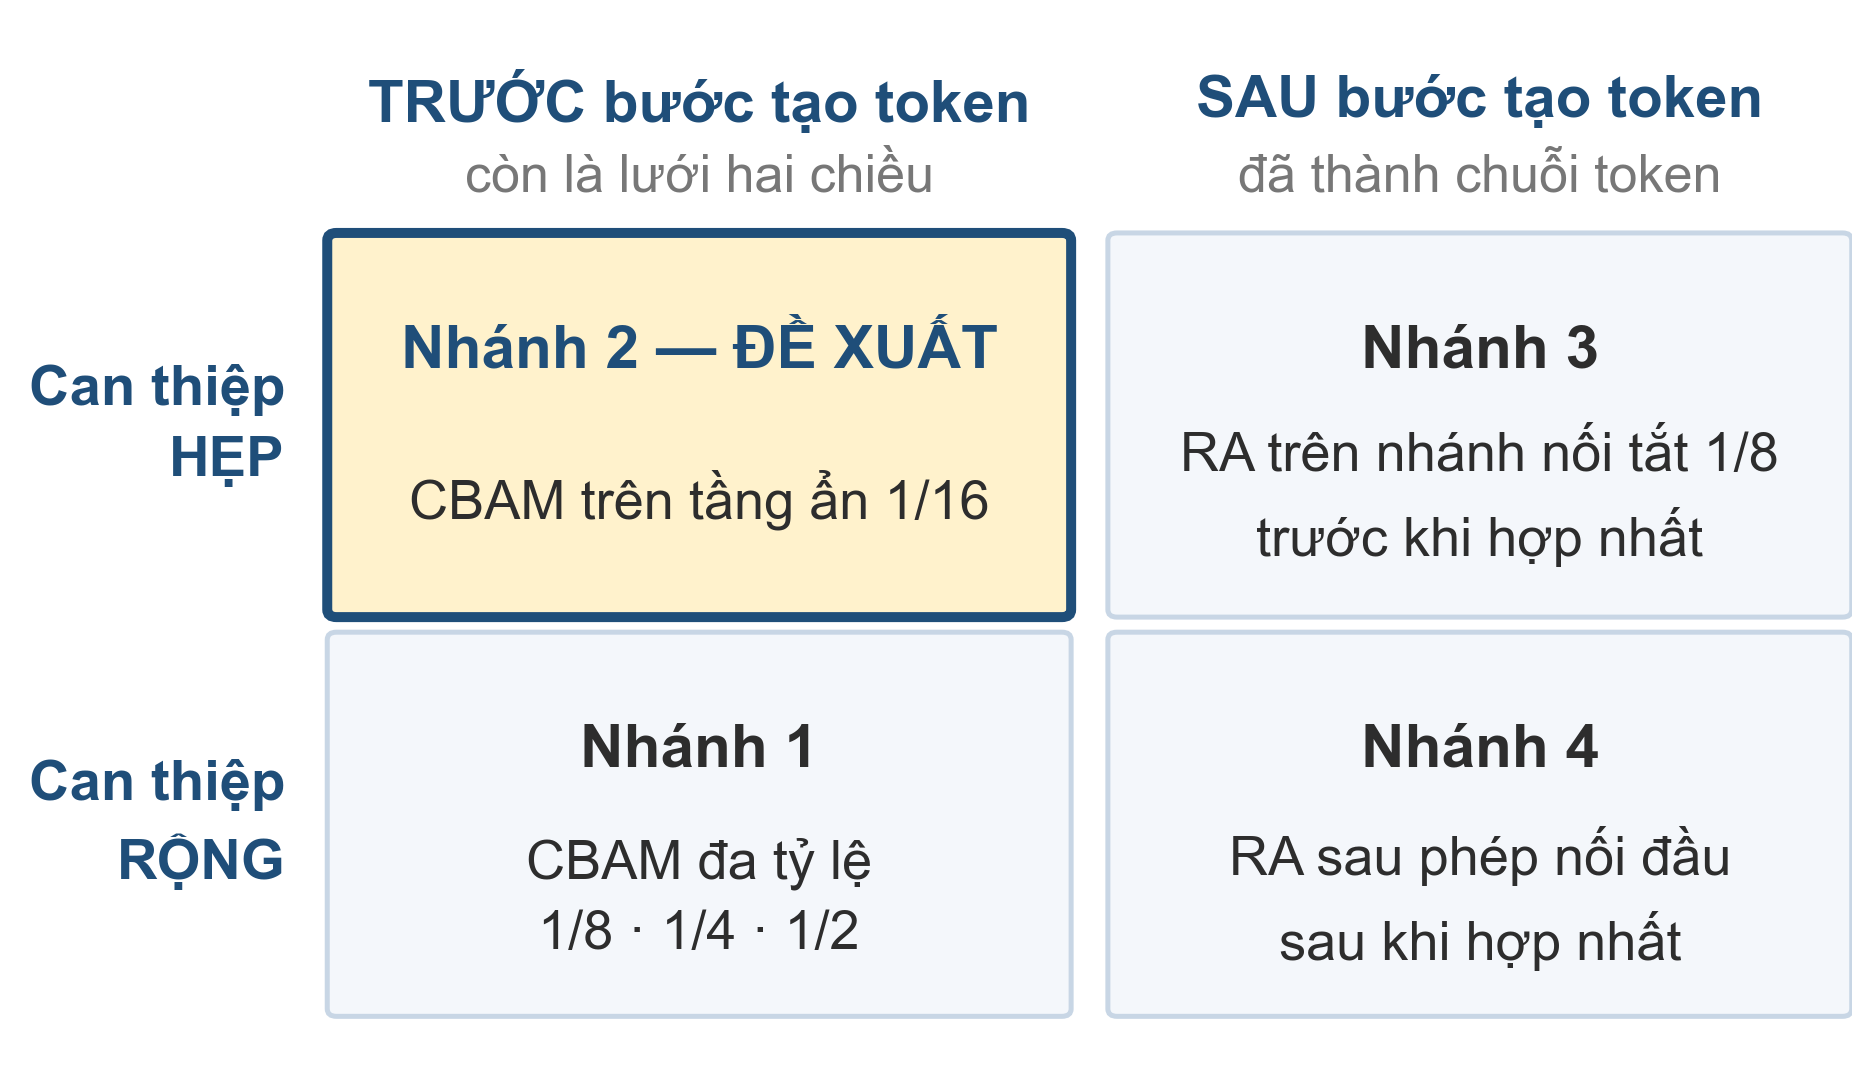 TRƯỚC bước tạo token
còn là lưới hai chiều
SAU bước tạo token
đã thành chuỗi token
Can thiệp
HẸP
Nhánh 2 — ĐỀ XUẤT
CBAM trên tầng ẩn 1/16
Nhánh 3
RA trên nhánh nối tắt 1/8
trước khi hợp nhất
Can thiệp
RỘNG
Nhánh 1
CBAM đa tỷ lệ
1/8 · 1/4 · 1/2
Nhánh 4
RA sau phép nối đầu
sau khi hợp nhất